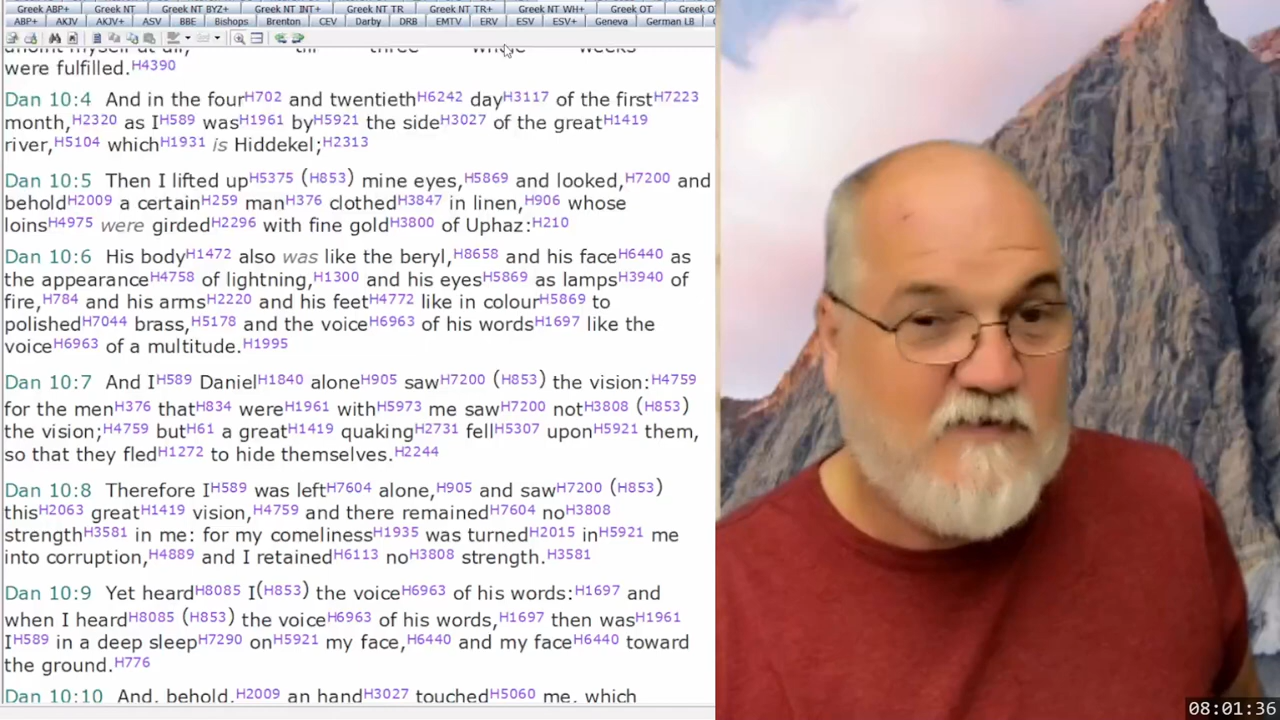 Greek ABP+ Greek NT Greek NT BYZ+ Greek NT INT+ Greek NT TR Greek NT TR+ Greek NT WH+ Greek OT Greek O
ABP+ AKJV AKJV+ ASV BBE Bishops Brenton CEV Darby DRB EMTV ERV ESV ESV+ Geneva German LB
anoint myself at all, till three whole weeks
were fulfilled.H4390
Dan 10:4 And in the fourH702 and twentiethH6242 dayH3117 of the firstH7223
month,H2320 as IH589 wasH1961 byH5921 the sideH3027 of the greatH1419
river,H5104 whichH1931 is Hiddekel;H2313
Dan 10:5 Then I lifted upH5375 (H853) mine eyes,H5869 and looked,H7200 and
beholdH2009 a certainH259 manH376 clothedH3847 in linen,H906 whose
loinsH4975 were girdedH2296 with fine goldH3800 of Uphaz:H210
Dan 10:6 His bodyH1472 also was like the beryl,H8658 and his faceH6440 as
the appearanceH4758 of lightning,H1300 and his eyesH5869 as lampsH3940 of
fire,H784 and his armsH2220 and his feetH4772 like in colourH5869 to
polishedH7044 brass,H5178 and the voiceH6963 of his wordsH1697 like the
voiceH6963 of a multitude.H1995
Dan 10:7 And IH589 DanielH1840 aloneH905 sawH7200 (H853) the vision:H4759
for the menH376 thatH834 wereH1961 withH5973 me sawH7200 notH3808 (H853)
the vision;H4759 butH61 a greatH1419 quakingH2731 fellH5307 uponH5921 them,
so that they fledH1272 to hide themselves.H2244
Dan 10:8 Therefore IH589 was leftH7604 alone,H905 and sawH7200 (H853)
thisH2063 greatH1419 vision,H4759 and there remainedH7604 noH3808
strengthH3581 in me: for my comelinessH1935 was turnedH2015 inH5921 me
into corruption,H4889 and I retainedH6113 noH3808 strength.H3581
Dan 10:9 Yet heardH8085 I(H853) the voiceH6963 of his words:H1697 and
when I heardH8085 (H853) the voiceH6963 of his words,H1697 then wasH1961
IH589 in a deep sleepH7290 onH5921 my face,H6440 and my faceH6440 toward
the ground.H776
Dan 10:10 And, behold,H2009 an handH3027 touchedH5060 me, which
08:01:36